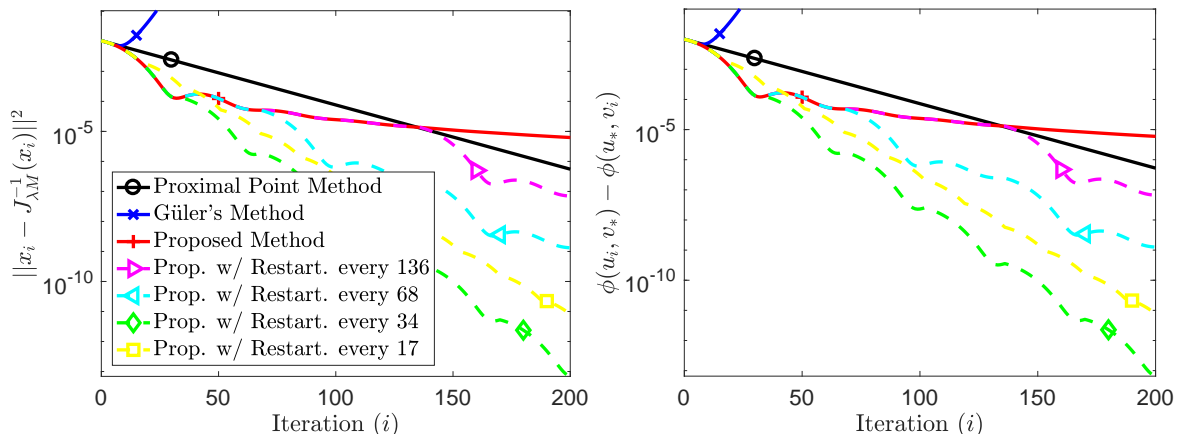 ||x_i − J_{λM}^{-1}(x_i)||^2
10^{-5}
10^{-10}
Proximal Point Method
Güler's Method
Proposed Method
Prop. w/ Restart. every 136
Prop. w/ Restart. every 68
Prop. w/ Restart. every 34
Prop. w/ Restart. every 17
0 50 100 150 200
Iteration (i)
ϕ(u_i, v_*) − ϕ(u_*, v_i)
10^{-5}
10^{-10}
0 50 100 150 200
Iteration (i)